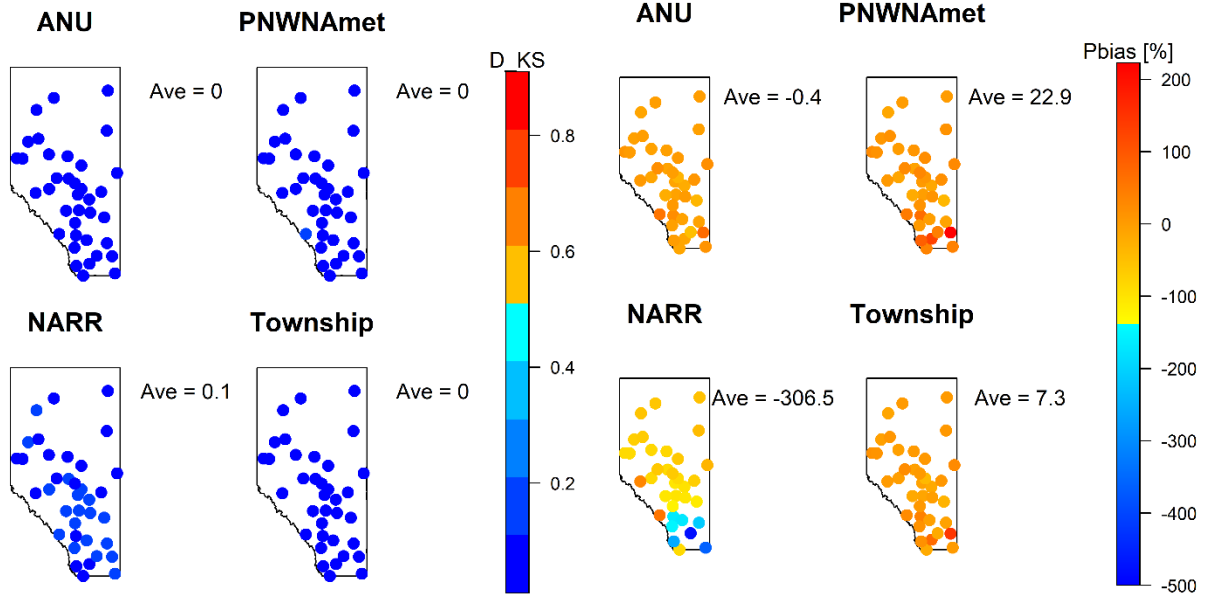 ANU
PNWNAmet
D_KS
Ave = 0
Ave = 0
0.8
0.6
0.4
0.2
NARR
Township
Ave = 0.1
Ave = 0
ANU
PNWNAmet
Pbias [%]
Ave = -0.4
Ave = 22.9
200
100
0
-100
-200
-300
-400
-500
NARR
Township
Ave = -306.5
Ave = 7.3